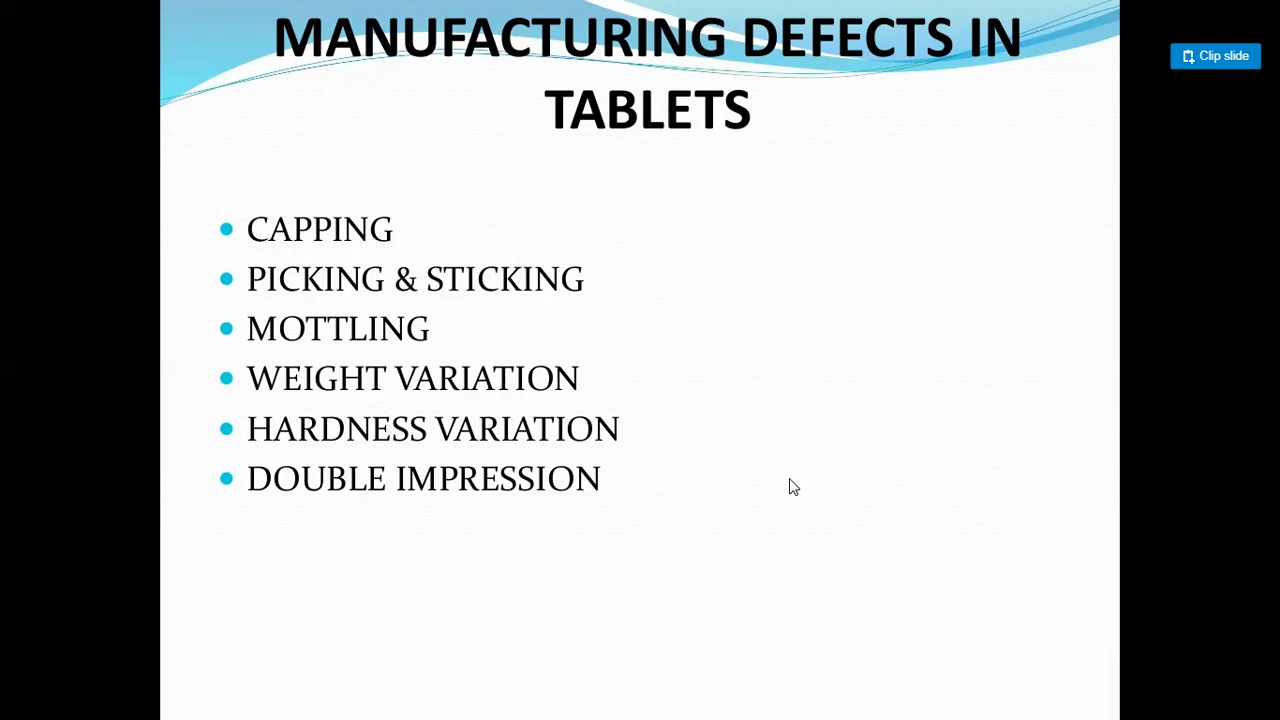 MANUFACTURING DEFECTS IN
TABLETS
Clip slide
• CAPPING
• PICKING & STICKING
• MOTTLING
• WEIGHT VARIATION
• HARDNESS VARIATION
• DOUBLE IMPRESSION